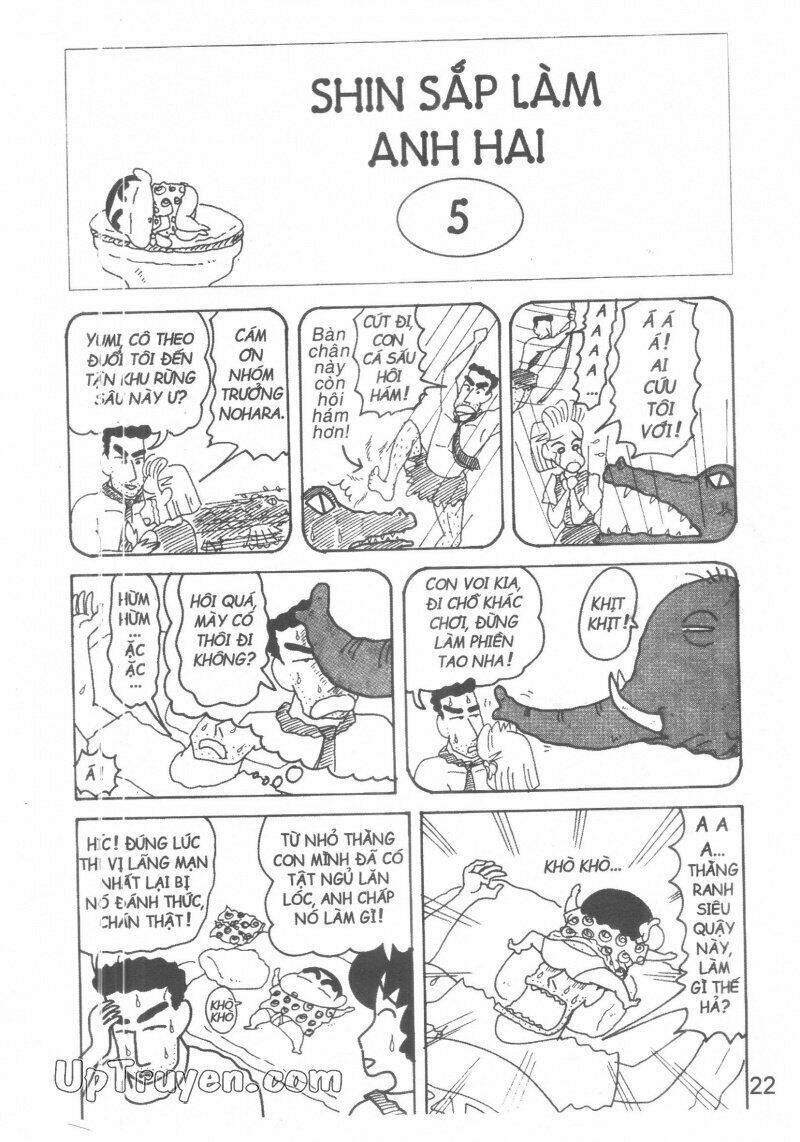 SHIN SẮP LÀM
ANH HAI
5
Á Á
Á!
AI
CỨU
TÔI
VỚI!
A
A
A
A
...
CÚT ĐI,
CON
CÁ SẤU
HÔI
HÁM!
Bàn
chân
này
còn
hôi
hám
hơn!
CÁM
ƠN
NHÓM
TRƯỞNG
NOHARA.
YUMI, CÔ THEO
ĐUỔI TÔI ĐẾN
TẬN KHU RỪNG
SÂU NÀY Ư?
KHỊT
KHỊT!
CON VOI KIA,
ĐI CHỖ KHÁC
CHƠI, ĐỪNG
LÀM PHIỀN
TAO NHA!
HÔI QUÁ,
MÀY CÓ
THÔI ĐI
KHÔNG?
HỪM
HỪM
...
ẶC
ẶC
...
Á!!
A A
A...
THẰNG
RANH
SIÊU
QUẬY
NÀY,
LÀM
GÌ THẾ
HẢ?
KHÒ KHÒ...
TỪ NHỎ THẰNG
CON MÌNH ĐÃ CÓ
TẬT NGỦ LĂN
LÓC, ANH CHẤP
NÓ LÀM GÌ!
HÍC! ĐÚNG LÚC
THI VỊ LÃNG MẠN
NHẤT LẠI BỊ
NÓ ĐÁNH THỨC,
CHÁN THẬT!
KHÒ
KHÒ
UpTruyen.com
22